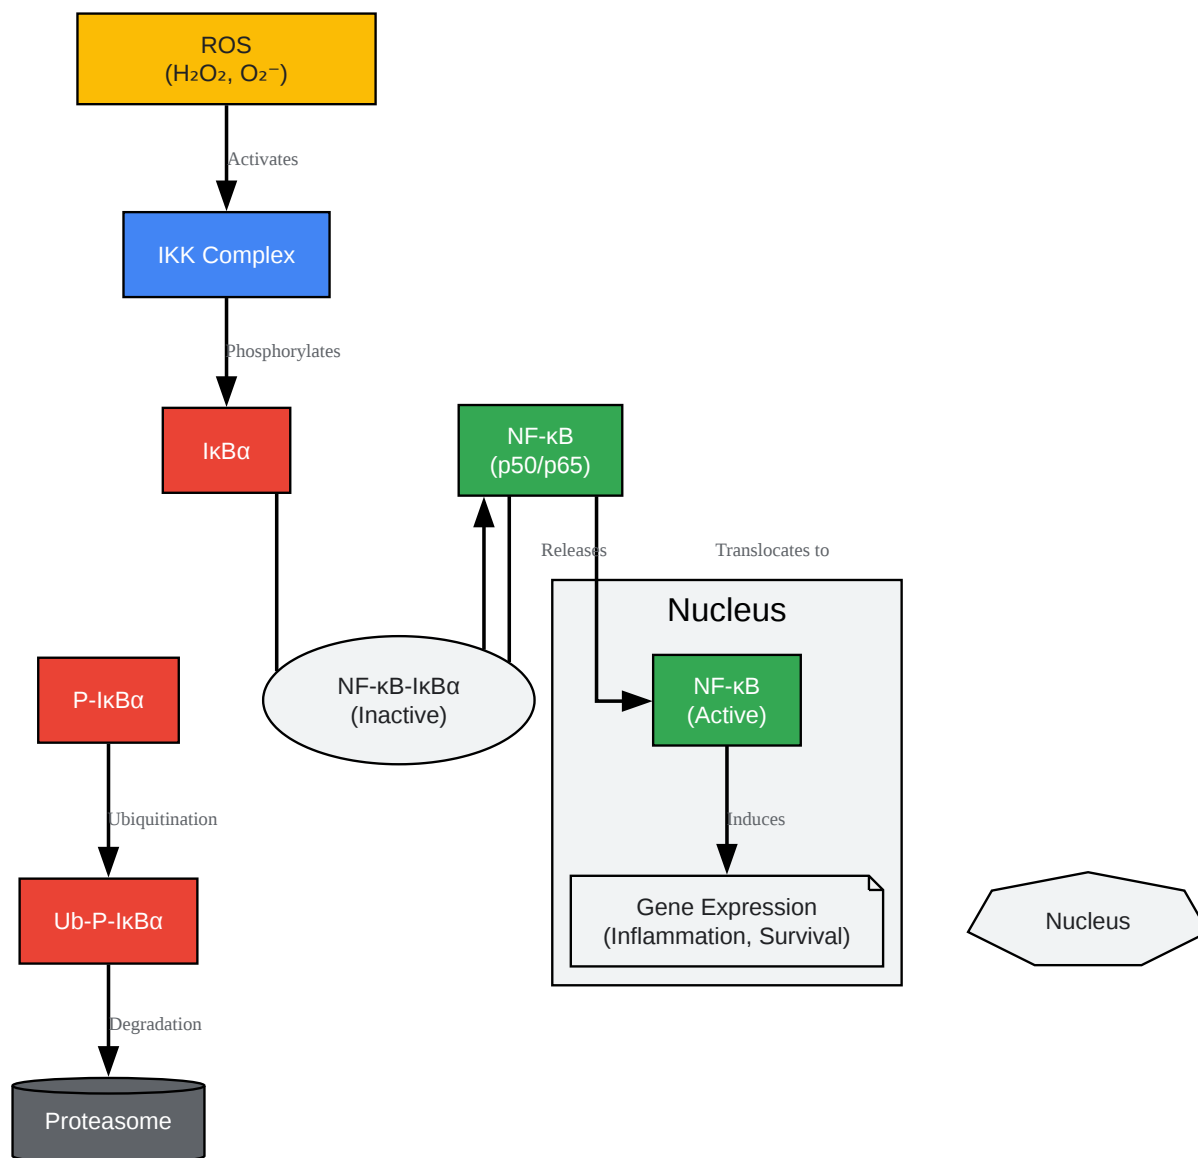 ROS
(H₂O₂, O₂⁻)
Activates
IKK Complex
Phosphorylates
IκBα
NF-κB
(p50/p65)
Releases
Translocates to
Nucleus
NF-κB-IκBα
(Inactive)
P-IκBα
NF-κB
(Active)
Ubiquitination
Induces
Ub-P-IκBα
Gene Expression
(Inflammation, Survival)
Nucleus
Degradation
Proteasome